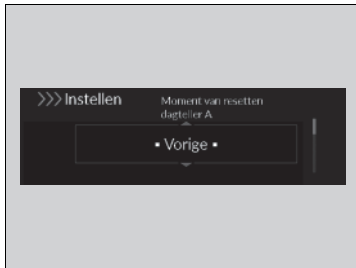 >>> Instellen
Moment van resetten
dagteller A
▪ Vorige ▪